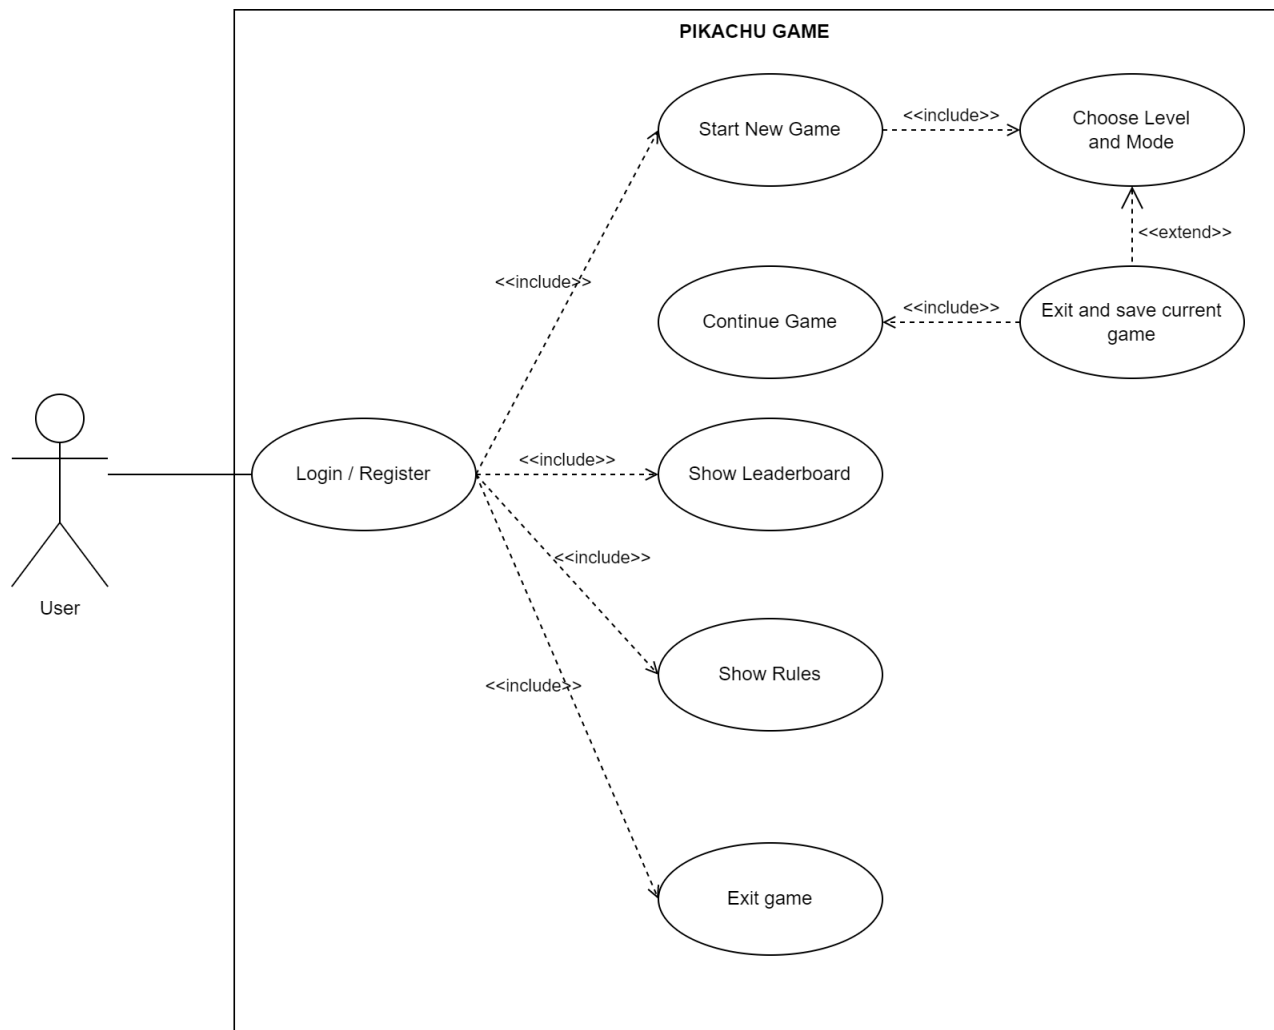 PIKACHU GAME
Start New Game
<<include>>
Choose Level
and Mode
<<extend>>
<<include>>
Continue Game
<<include>>
Exit and save current
game
Login / Register
<<include>>
Show Leaderboard
<<include>>
User
Show Rules
<<include>>
Exit game